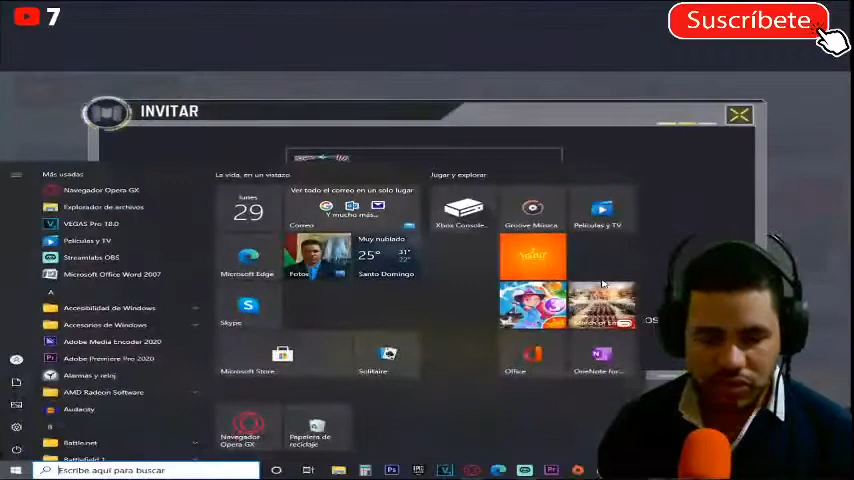 7
Suscríbete
INVITAR
Más usadas
Navegador Opera GX
Explorador de archivos
VEGAS Pro 18.0
Películas y TV
Streamlabs OBS
Microsoft Office Word 2007
A
Accesibilidad de Windows
Accesorios de Windows
Adobe Media Encoder 2020
Adobe Premiere Pro 2020
Alarmas y reloj
AMD Radeon Software
Audacity
B
Battle.net
Battlefield 1
La vida, en un vistazo
lunes
29
Ver todo el correo en un solo lugar
Y mucho más...
Correo
Microsoft Edge
Fotos
Muy nublado
25° 31° 22°
Santo Domingo
Skype
Microsoft Store
Solitaire
Navegador
Opera GX
Papelera de
reciclaje
Jugar y explorar
Xbox Console...
Groove Música
Películas y TV
March of
Office
OneNote for...
Escribe aquí para buscar